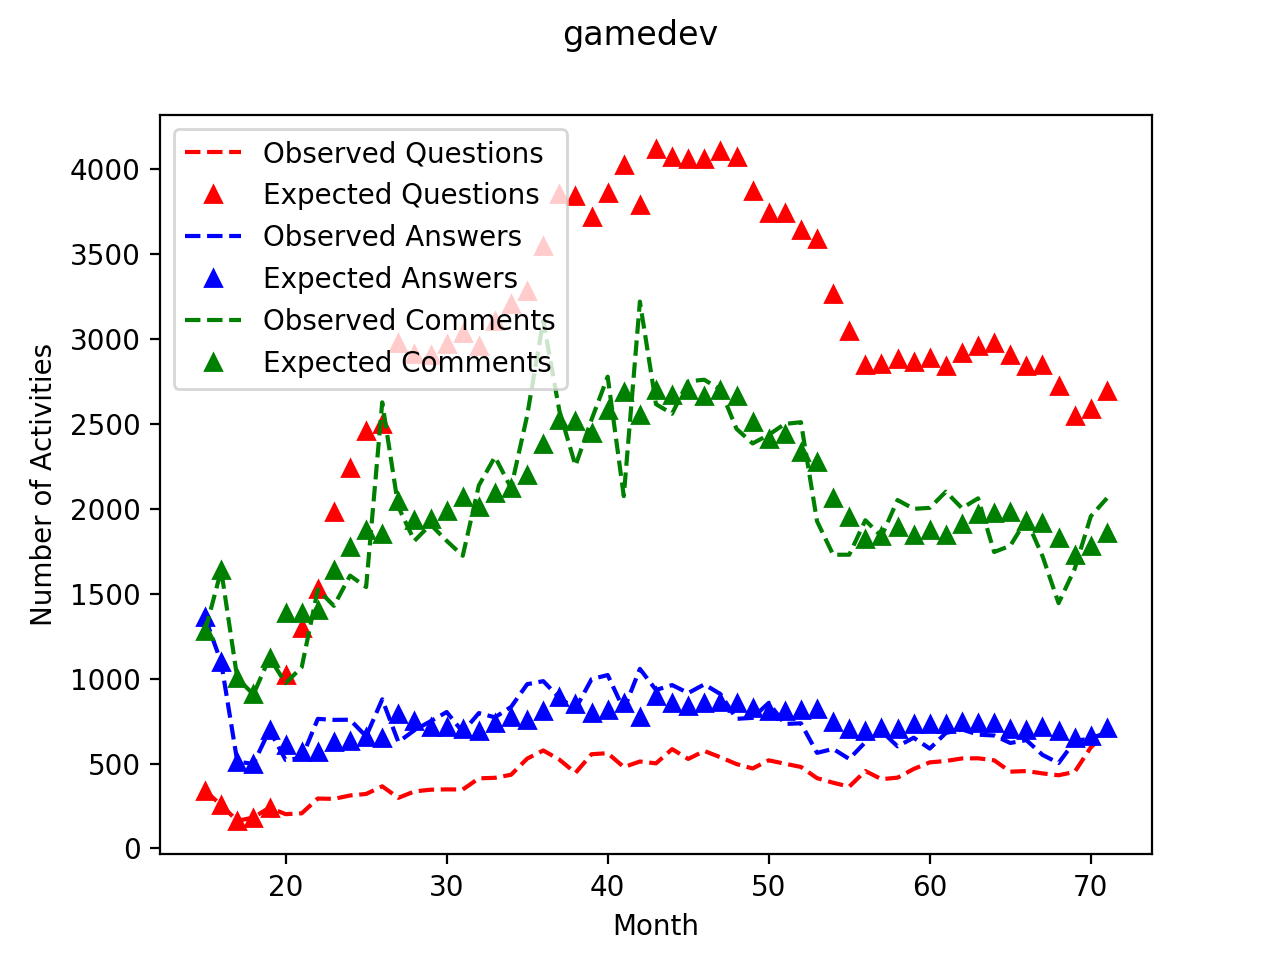 gamedev
Observed Questions
Expected Questions
Observed Answers
Expected Answers
Observed Comments
Expected Comments
Number of Activities
4000
3500
3000
2500
2000
1500
1000
500
0
20 30 40 50 60 70
Month